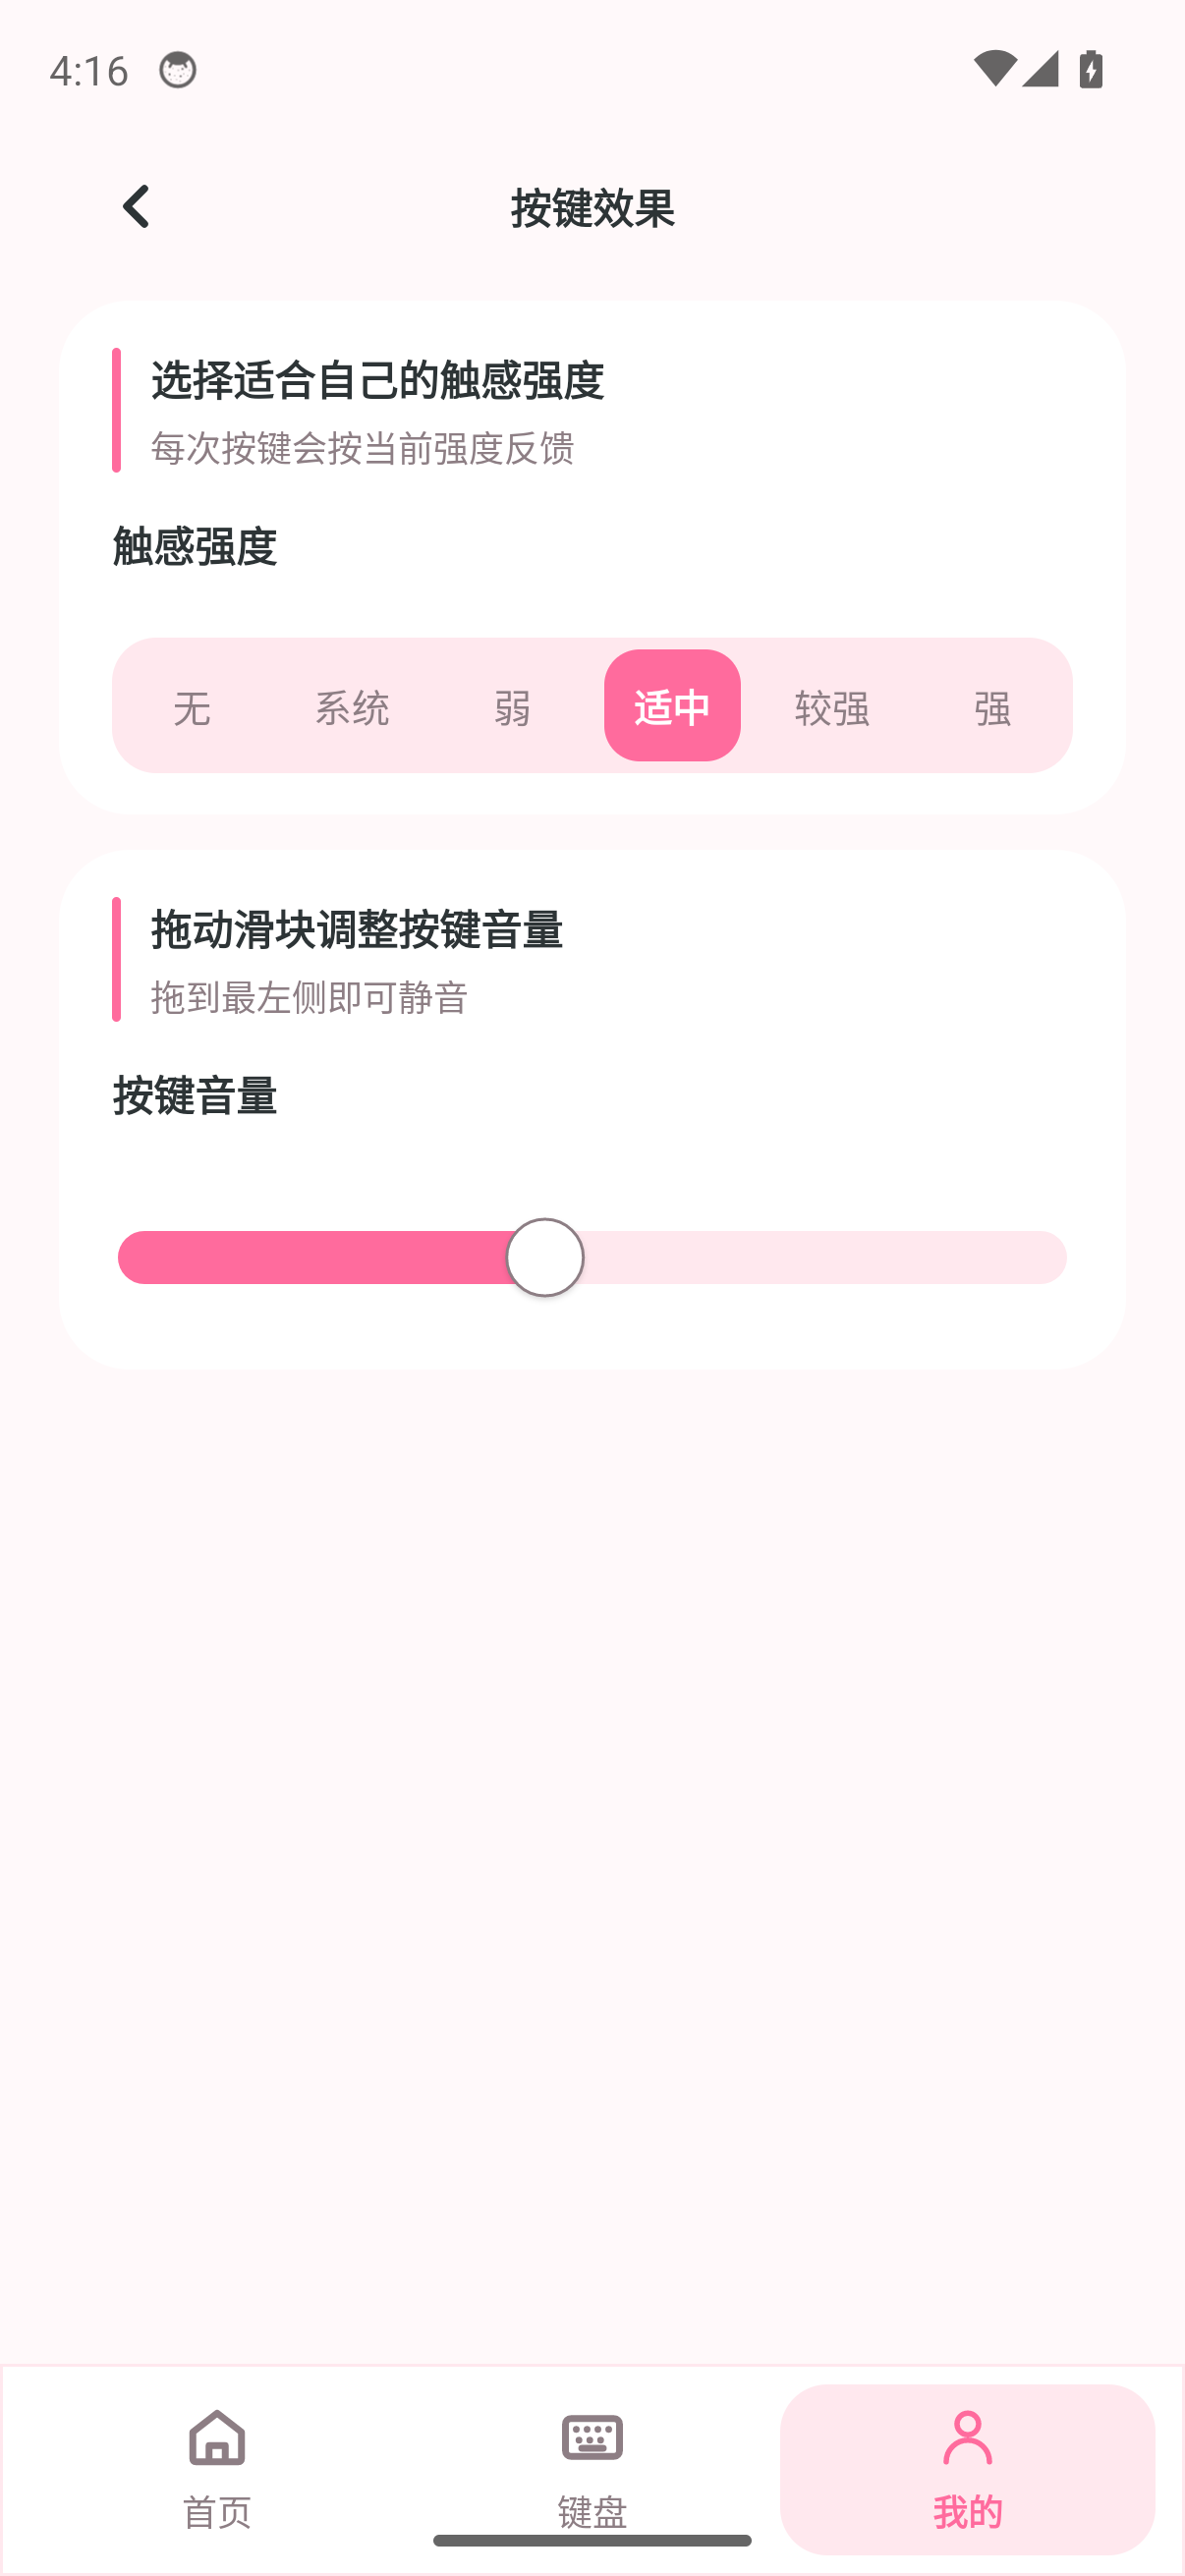 4:16
按键效果
选择适合自己的触感强度
每次按键会按当前强度反馈
触感强度
无 系统 弱 适中 较强 强
拖动滑块调整按键音量
拖到最左侧即可静音
按键音量
首页 键盘 我的